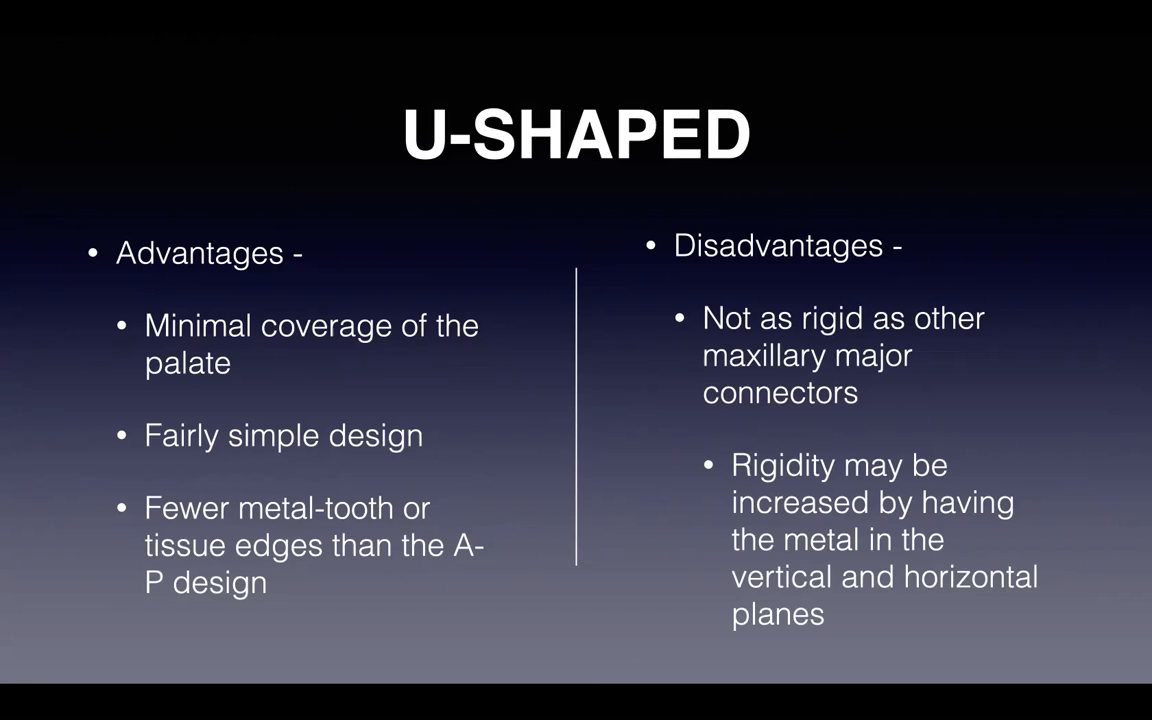 U-SHAPED
• Advantages -
• Minimal coverage of the
palate
• Fairly simple design
• Fewer metal-tooth or
tissue edges than the A-
P design
• Disadvantages -
• Not as rigid as other
maxillary major
connectors
• Rigidity may be
increased by having
the metal in the
vertical and horizontal
planes